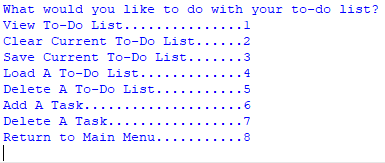 What would you like to do with your to-do list?
View To-Do List...............1
Clear Current To-Do List......2
Save Current To-Do List.......3
Load A To-Do List.............4
Delete A To-Do List...........5
Add A Task....................6
Delete A Task.................7
Return to Main Menu...........8